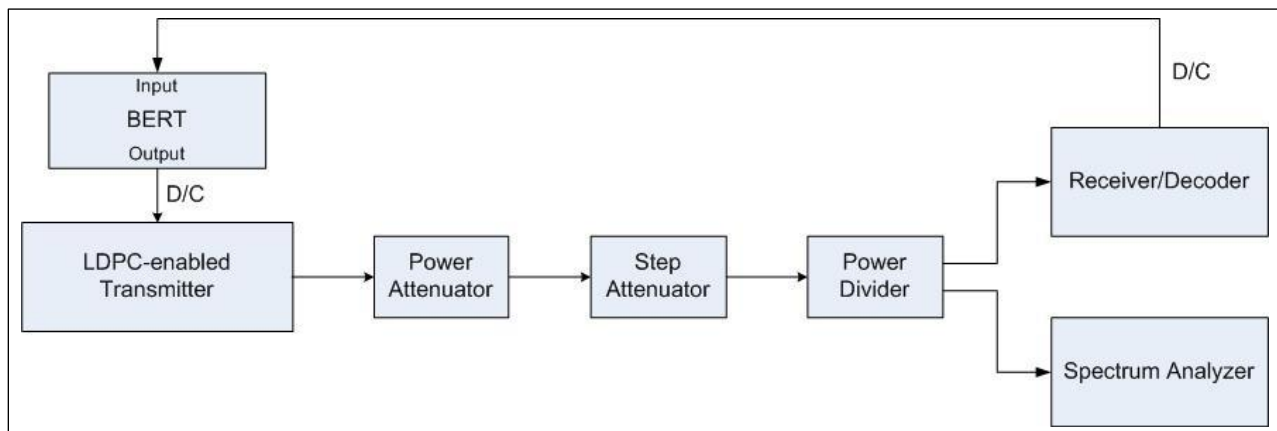 Input
BERT
Output
D/C
D/C
LDPC-enabled
Transmitter
Power
Attenuator
Step
Attenuator
Power
Divider
Receiver/Decoder
Spectrum Analyzer